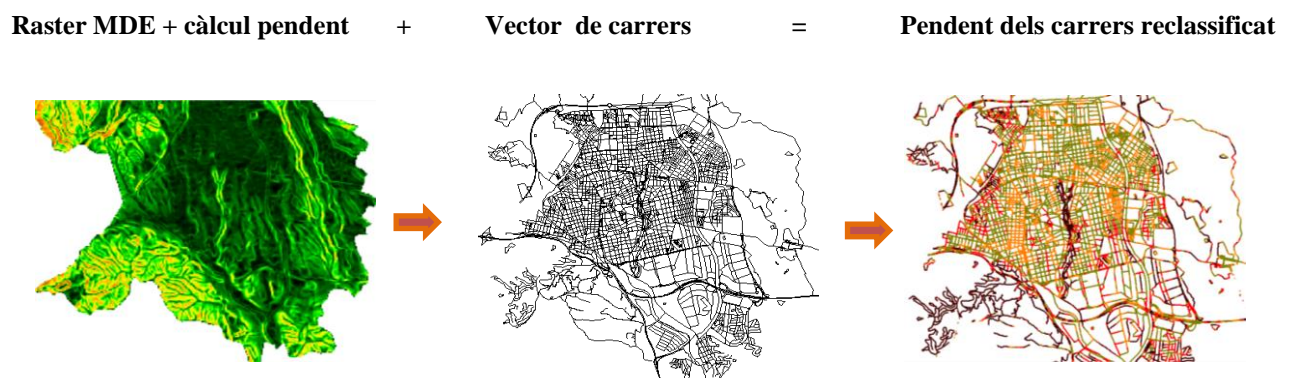 Raster MDE + càlcul pendent + Vector de carrers = Pendent dels carrers reclassificat